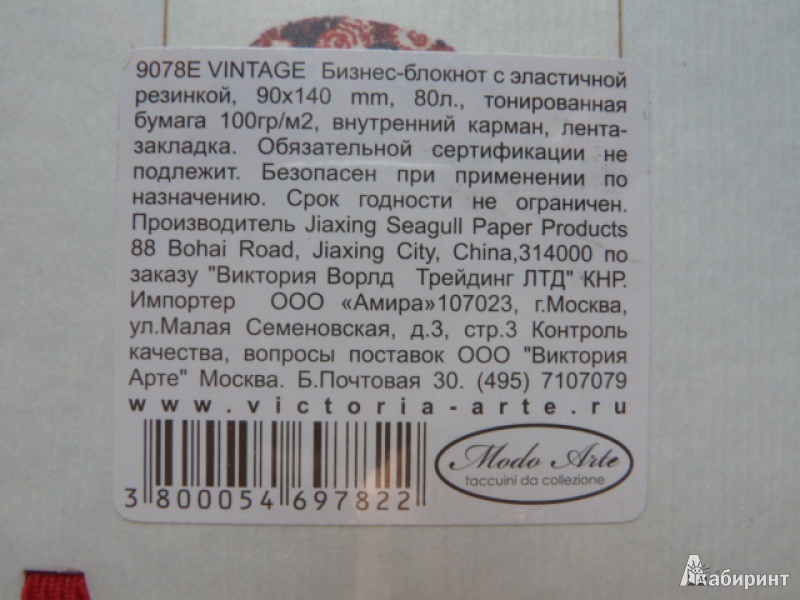 9078E VINTAGE Бизнес-блокнот с эластичной
резинкой, 90x140 mm, 80л., тонированная
бумага 100гр/м2, внутренний карман, лента-
закладка. Обязательной сертификации не
подлежит. Безопасен при применении по
назначению. Срок годности не ограничен.
Производитель Jiaxing Seagull Paper Products
88 Bohai Road, Jiaxing City, China,314000 по
заказу "Виктория Ворлд Трейдинг ЛТД" КНР.
Импортер ООО «Амира»107023, г.Москва,
ул.Малая Семеновская, д.3, стр.3 Контроль
качества, вопросы поставок ООО "Виктория
Арте" Москва. Б.Почтовая 30. (495) 7107079
www.victoria-arte.ru
Modo Arte
taccuini da collezione
3 800054 697822
Лабиринт